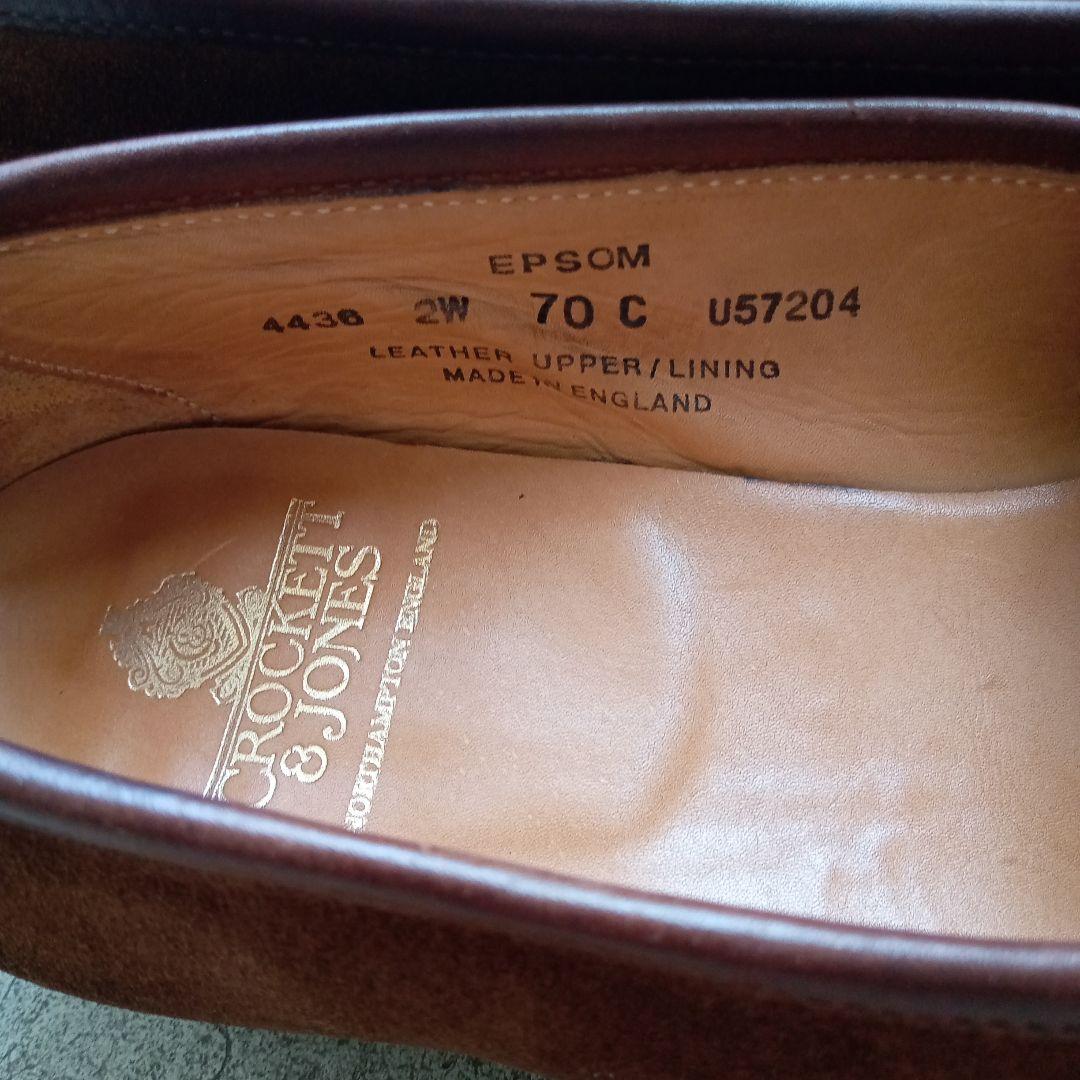 EPSOM
4436 2W 70 C U57204
LEATHER UPPER/LINING
MADE IN ENGLAND
CROCKETT
& JONES
NORTHAMPTON ENGLAND